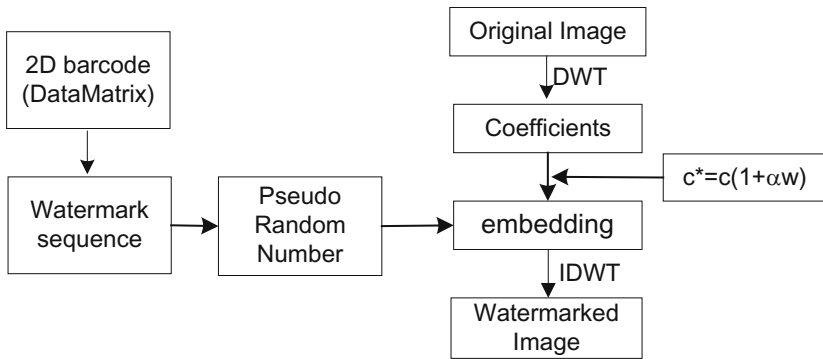 Original Image
2D barcode
(DataMatrix)
DWT
Coefficients
c*=c(1+αw)
Watermark
sequence
Pseudo
Random
Number
embedding
IDWT
Watermarked
Image